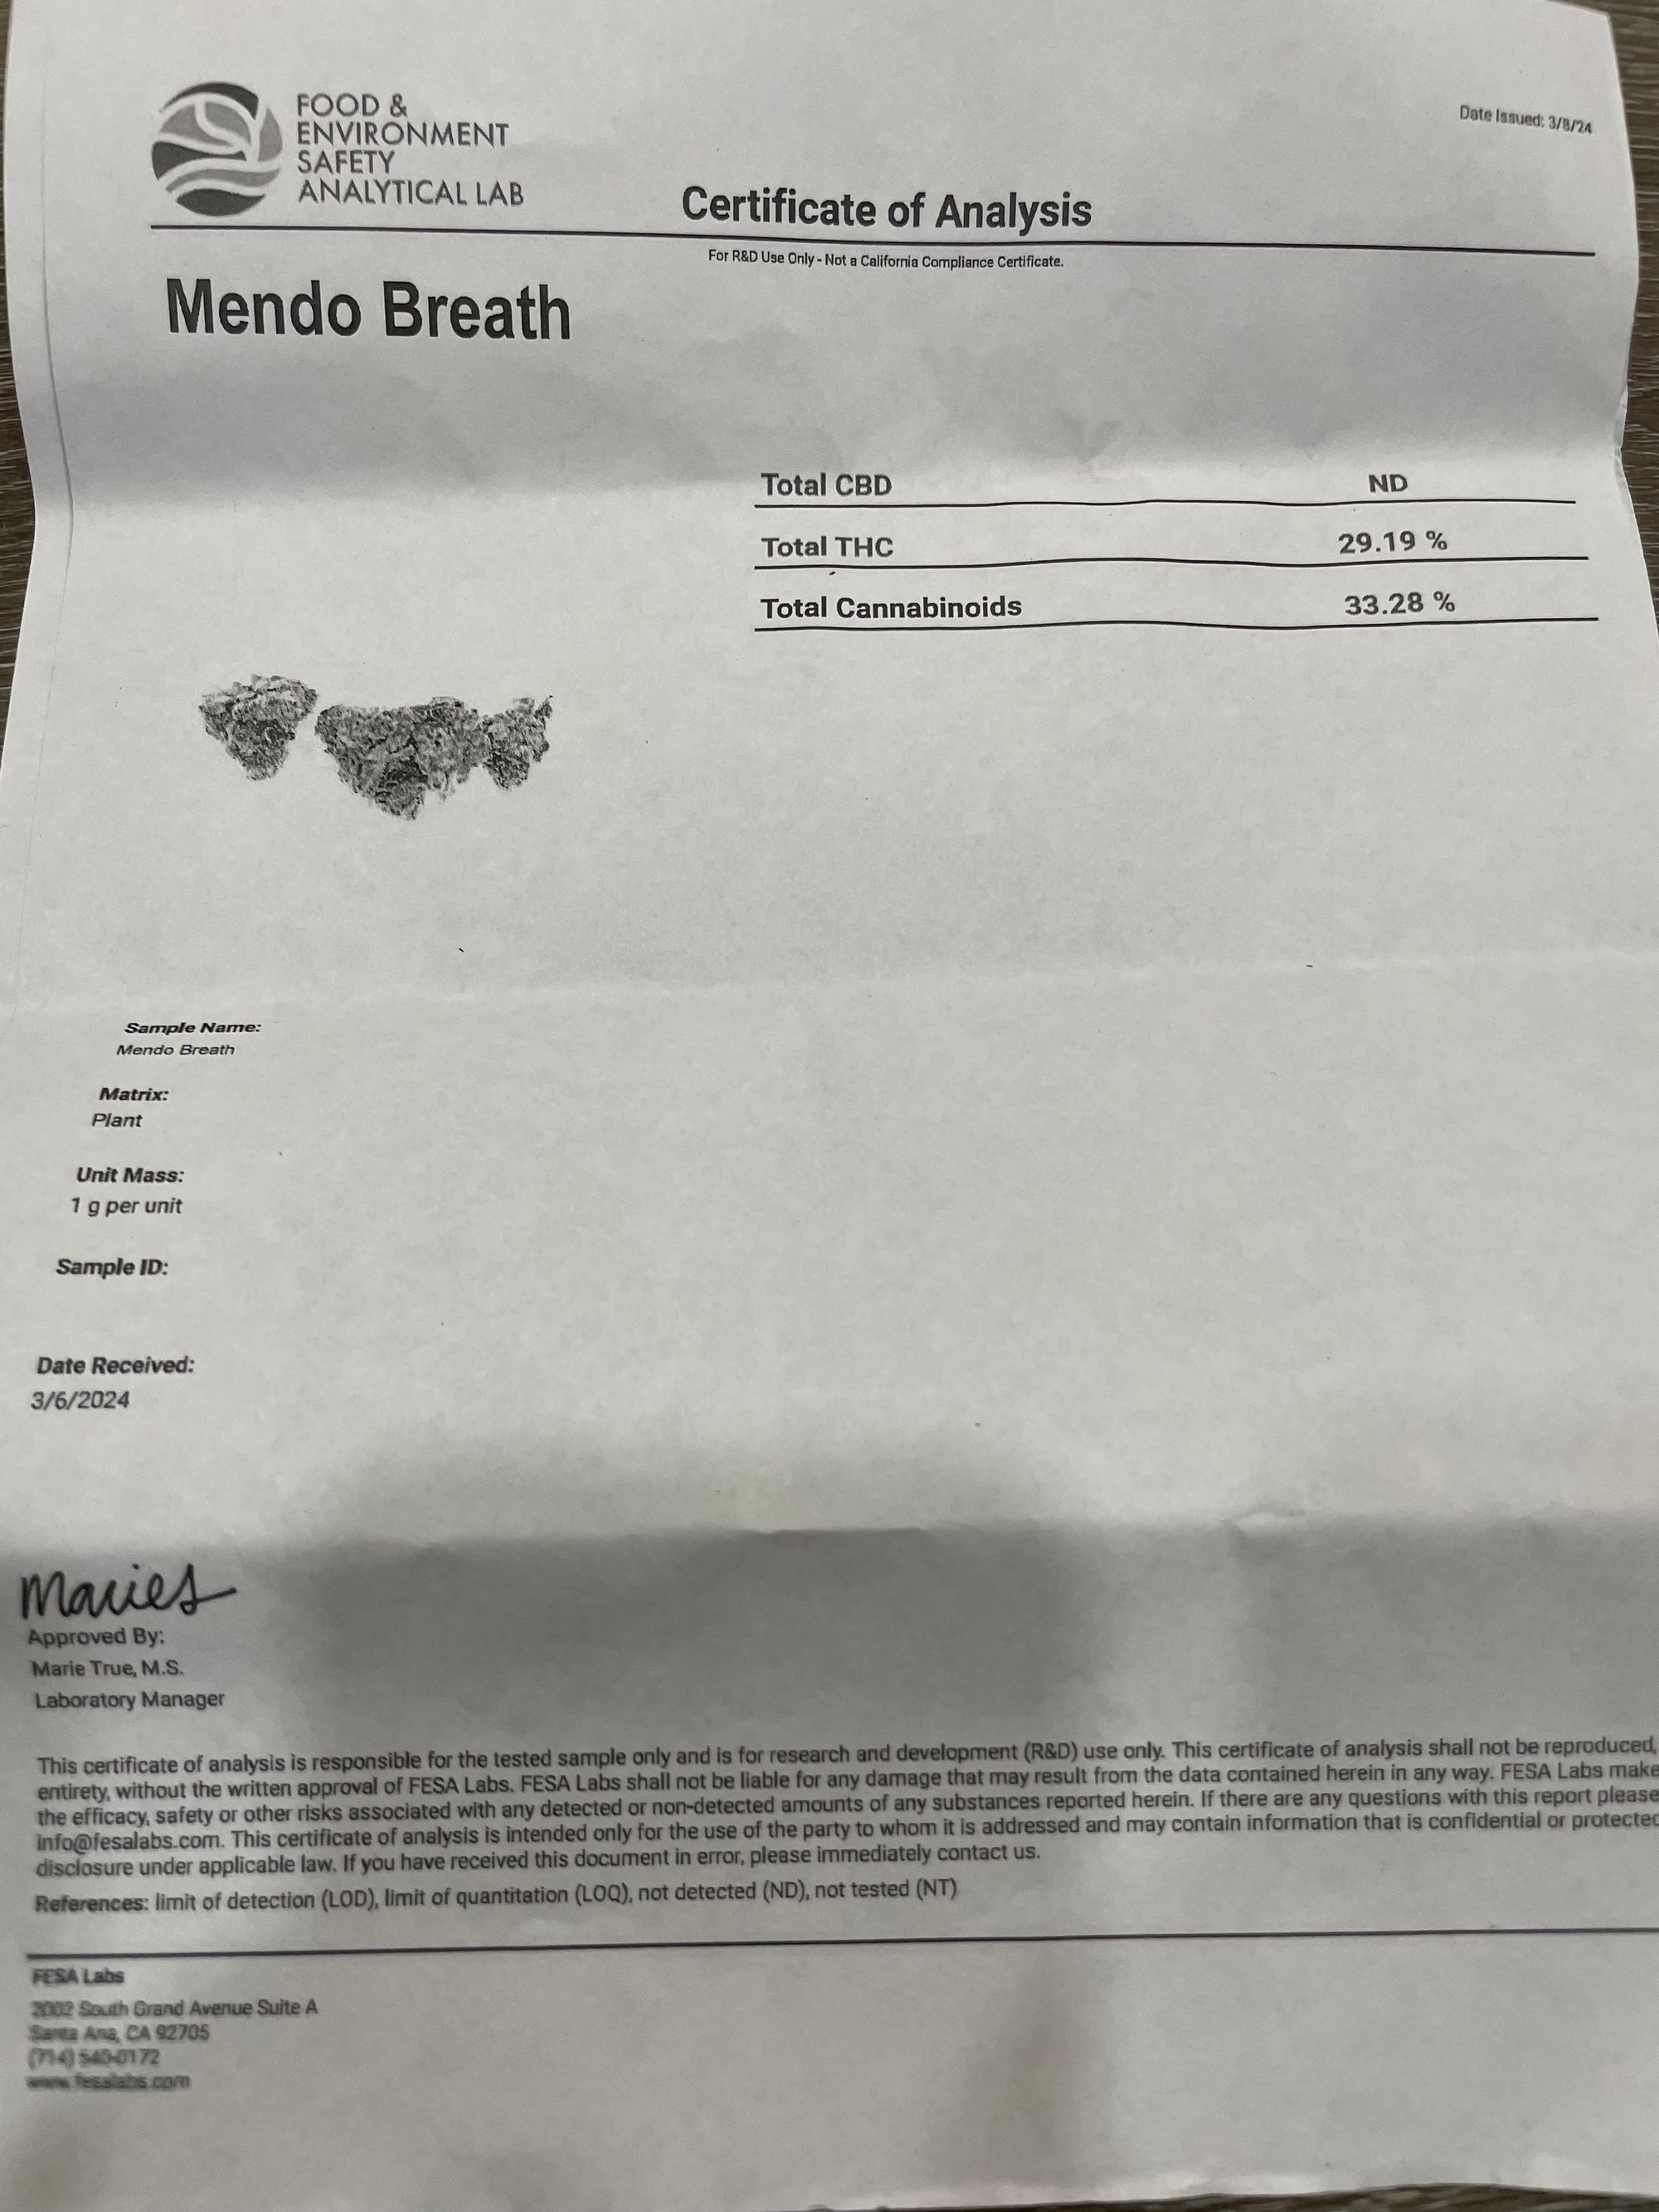 FOOD &
ENVIRONMENT
SAFETY
ANALYTICAL LAB
Date Issued: 3/8/24
Certificate of Analysis
For R&D Use Only - Not a California Compliance Certificate.
Mendo Breath
Total CBD ND
Total THC 29.19 %
Total Cannabinoids 33.28 %
Sample Name:
Mendo Breath
Matrix:
Plant
Unit Mass:
1 g per unit
Sample ID:
Date Received:
3/6/2024
Maries
Approved By:
Marie True, M.S.
Laboratory Manager
This certificate of analysis is responsible for the tested sample only and is for research and development (R&D) use only. This certificate of analysis shall not be reproduced,
entirety, without the written approval of FESA Labs. FESA Labs shall not be liable for any damage that may result from the data contained herein in any way. FESA Labs make
the efficacy, safety or other risks associated with any detected or non-detected amounts of any substances reported herein. If there are any questions with this report please
info@fesalabs.com. This certificate of analysis is intended only for the use of the party to whom it is addressed and may contain information that is confidential or protected
disclosure under applicable law. If you have received this document in error, please immediately contact us.
References: limit of detection (LOD), limit of quantitation (LOQ), not detected (ND), not tested (NT)
FESA Labs
2002 South Grand Avenue Suite A
Santa Ana, CA 92705
(714) 540-0172
www.fesalabs.com